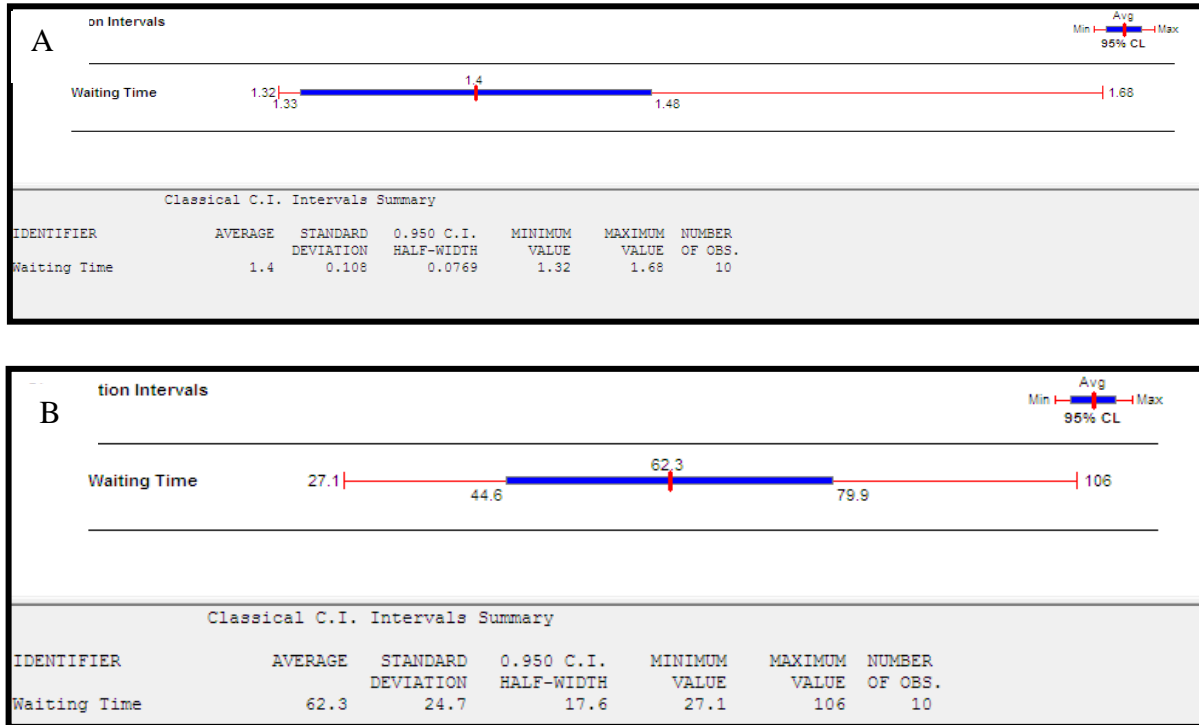 A
on Intervals
Avg
Min Max
95% CL
1.4
Waiting Time 1.32 1.68
1.33 1.48
Classical C.I. Intervals Summary
IDENTIFIER AVERAGE STANDARD 0.950 C.I. MINIMUM MAXIMUM NUMBER
DEVIATION HALF-WIDTH VALUE VALUE OF OBS.
Waiting Time 1.4 0.108 0.0769 1.32 1.68 10
B
tion Intervals
Avg
Min Max
95% CL
62.3
Waiting Time 27.1 106
44.6 79.9
Classical C.I. Intervals Summary
IDENTIFIER AVERAGE STANDARD 0.950 C.I. MINIMUM MAXIMUM NUMBER
DEVIATION HALF-WIDTH VALUE VALUE OF OBS.
Waiting Time 62.3 24.7 17.6 27.1 106 10